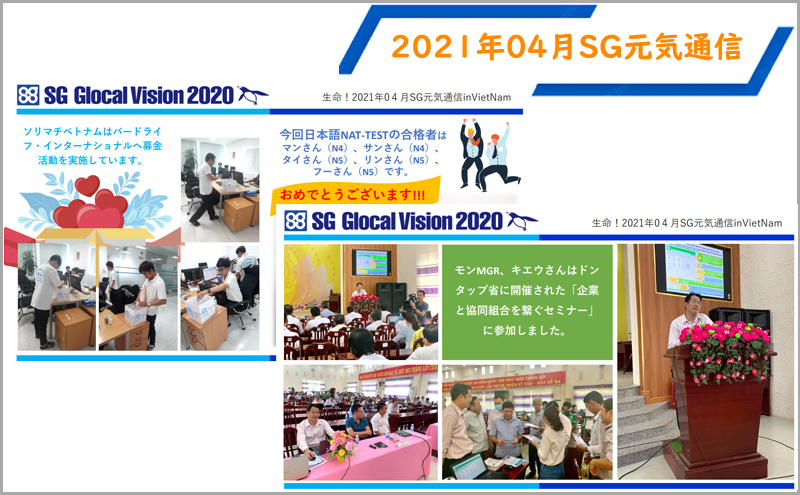 2021年04月SG元気通信
SG Glocal Vision 2020
生命！2021年04月SG元気通信inVietNam
ソリマチベトナムはバードライ
フ・インターナショナルへ募金
活動を実施しています。
今回日本語NAT-TESTの合格者は
マンさん（N4）、サンさん（N4）、
タイさん（N5）、リンさん（N5）、
フーさん（N5）です。
おめでとうございます!!!
SG Glocal Vision 2020
生命！2021年04月SG元気通信inVietNam
モンMGR、キエウさんはドン
タップ省に開催された「企業
と協同組合を繋ぐセミナー」
に参加しました。